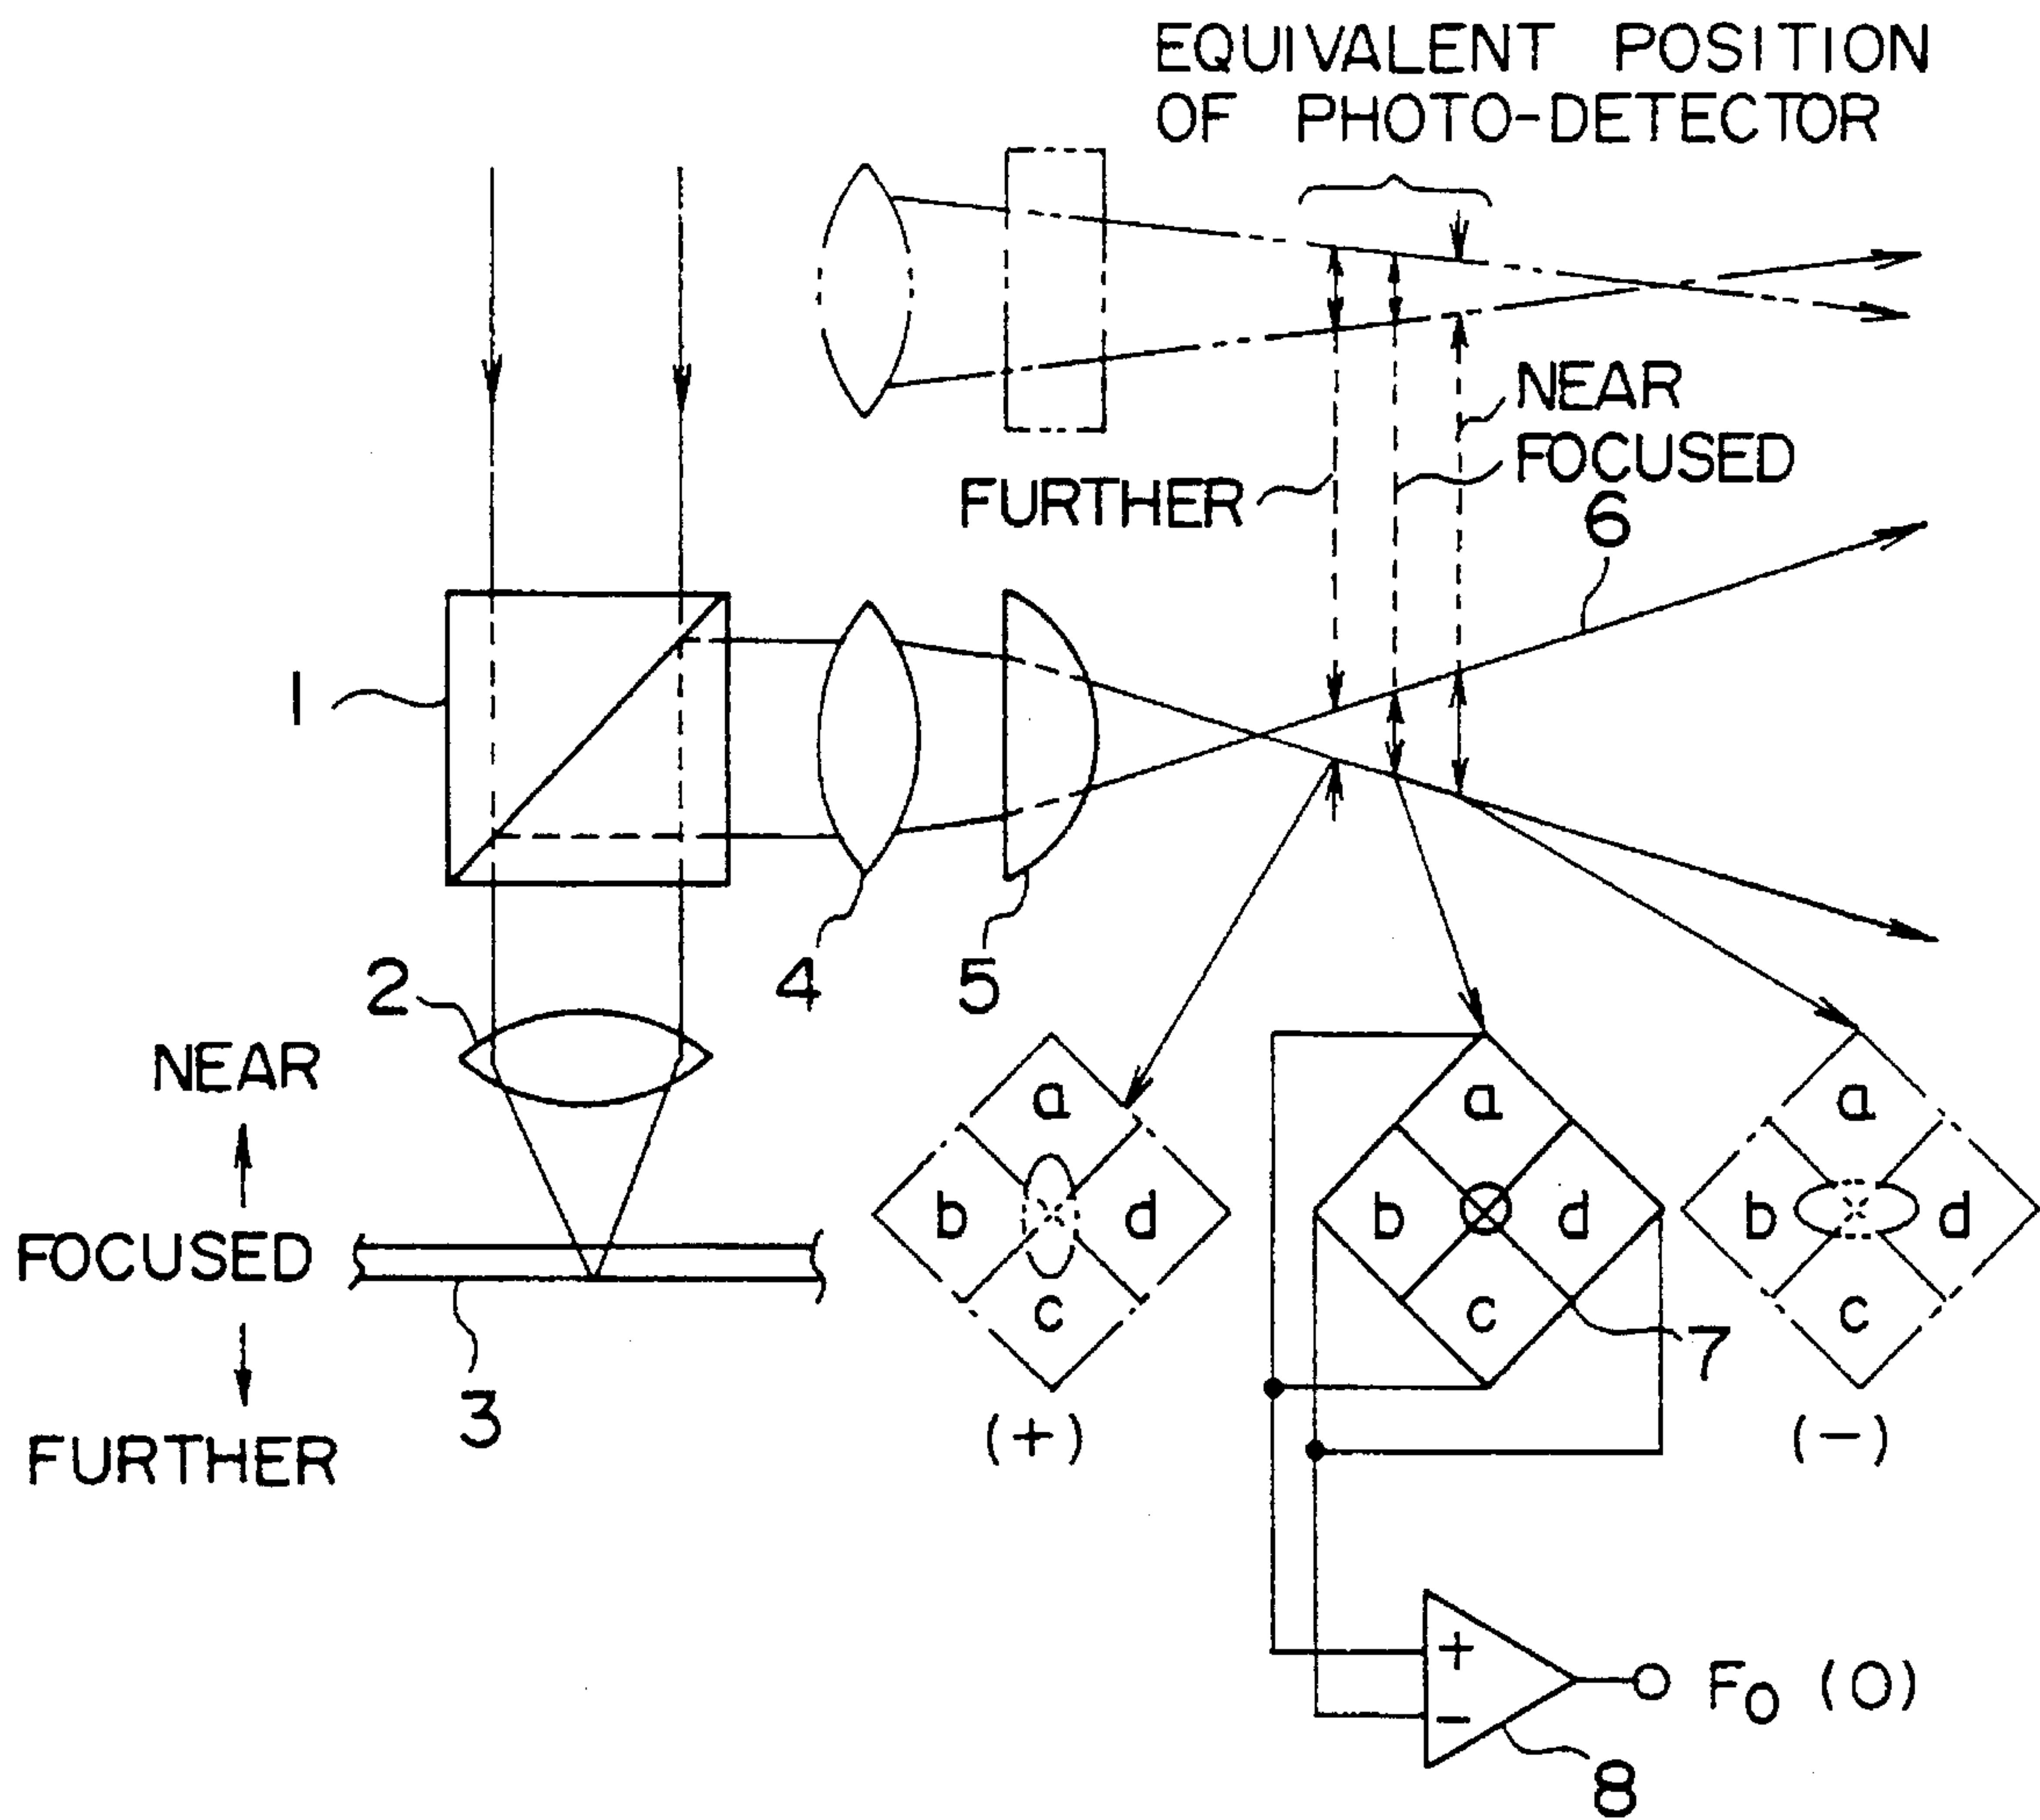 EQUIVALENT POSITION
OF PHOTO-DETECTOR
NEAR
FOCUSED
FURTHER
6
1
2
4
5
NEAR
FOCUSED
FURTHER
3
a
b
d
c
(+)
a
b
d
c
7
a
b
d
c
(-)
+
-
F0 (0)
8